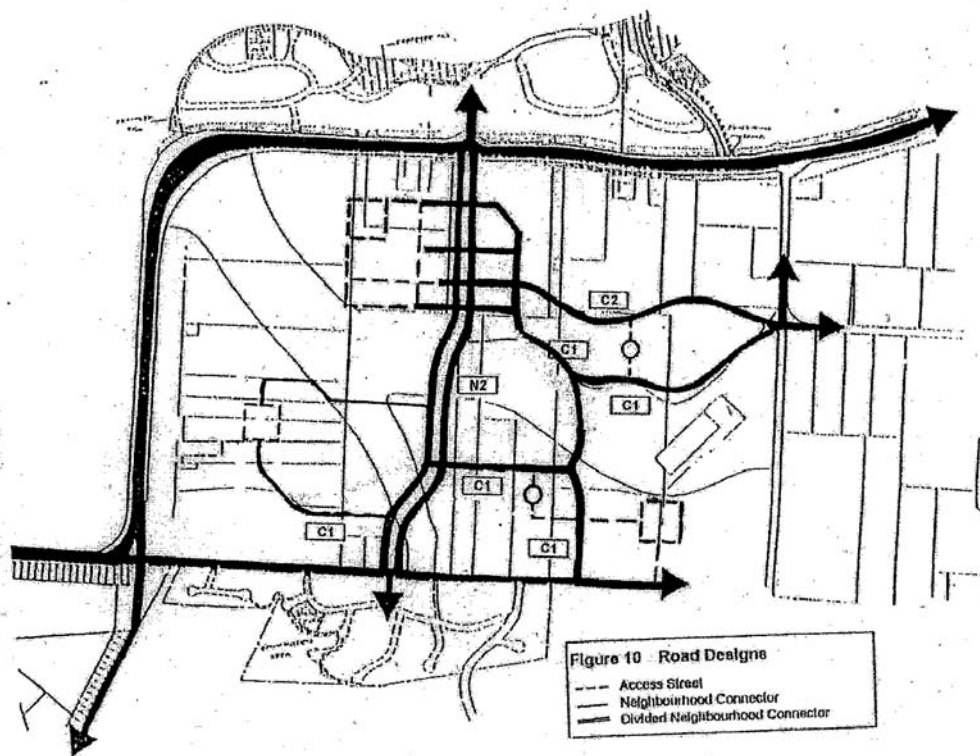 C2
C1
N2
C1
C1
C1
C1
Figure 10 Road Designs
Access Street
Neighbourhood Connector
Divided Neighbourhood Connector